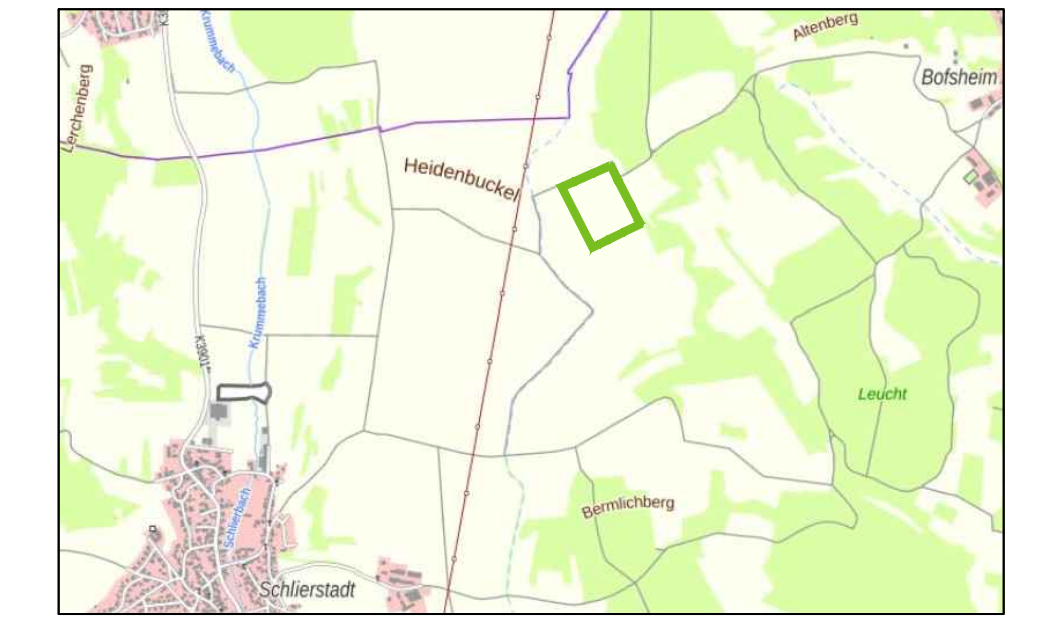 Krummebach
Altenberg
Bofsheim
Lerchenberg
Heidenbuckel
Krummebach
K3901
Leucht
Bermlichberg
Schlierbach
Schlierstadt